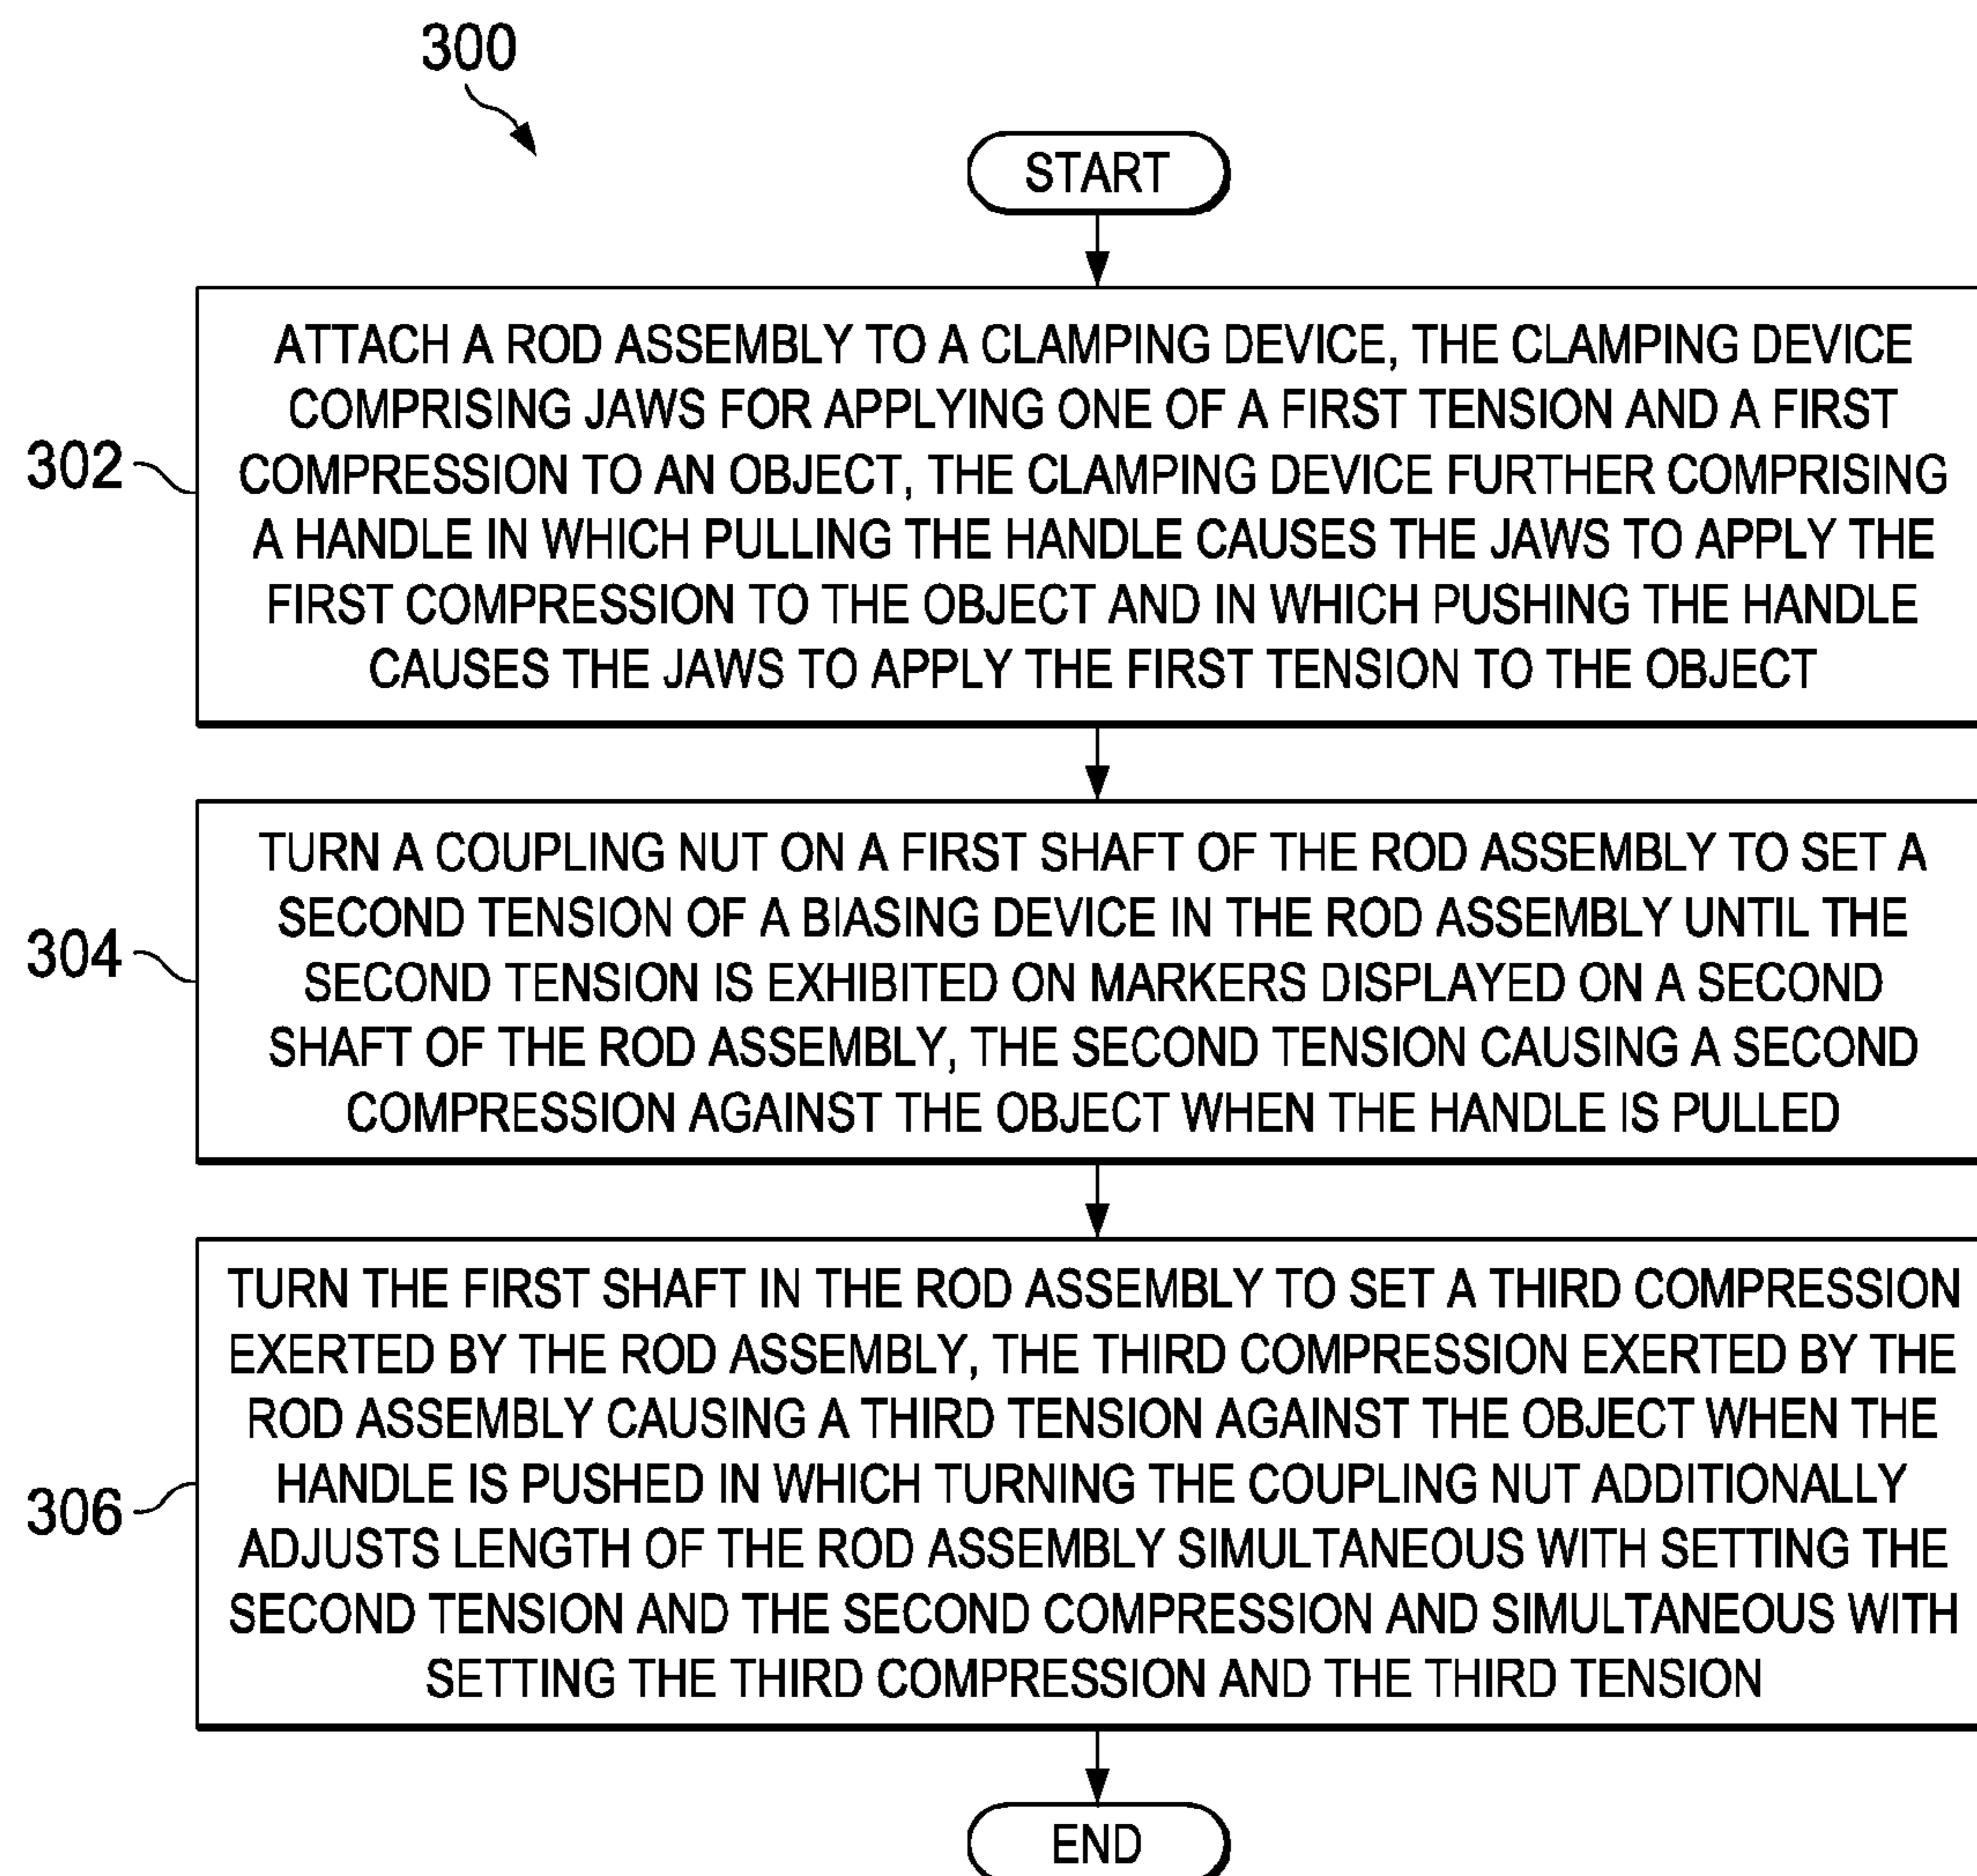 300
START
302
ATTACH A ROD ASSEMBLY TO A CLAMPING DEVICE, THE CLAMPING DEVICE
COMPRISING JAWS FOR APPLYING ONE OF A FIRST TENSION AND A FIRST
COMPRESSION TO AN OBJECT, THE CLAMPING DEVICE FURTHER COMPRISING
A HANDLE IN WHICH PULLING THE HANDLE CAUSES THE JAWS TO APPLY THE
FIRST COMPRESSION TO THE OBJECT AND IN WHICH PUSHING THE HANDLE
CAUSES THE JAWS TO APPLY THE FIRST TENSION TO THE OBJECT
304
TURN A COUPLING NUT ON A FIRST SHAFT OF THE ROD ASSEMBLY TO SET A
SECOND TENSION OF A BIASING DEVICE IN THE ROD ASSEMBLY UNTIL THE
SECOND TENSION IS EXHIBITED ON MARKERS DISPLAYED ON A SECOND
SHAFT OF THE ROD ASSEMBLY, THE SECOND TENSION CAUSING A SECOND
COMPRESSION AGAINST THE OBJECT WHEN THE HANDLE IS PULLED
306
TURN THE FIRST SHAFT IN THE ROD ASSEMBLY TO SET A THIRD COMPRESSION
EXERTED BY THE ROD ASSEMBLY, THE THIRD COMPRESSION EXERTED BY THE
ROD ASSEMBLY CAUSING A THIRD TENSION AGAINST THE OBJECT WHEN THE
HANDLE IS PUSHED IN WHICH TURNING THE COUPLING NUT ADDITIONALLY
ADJUSTS LENGTH OF THE ROD ASSEMBLY SIMULTANEOUS WITH SETTING THE
SECOND TENSION AND THE SECOND COMPRESSION AND SIMULTANEOUS WITH
SETTING THE THIRD COMPRESSION AND THE THIRD TENSION
END